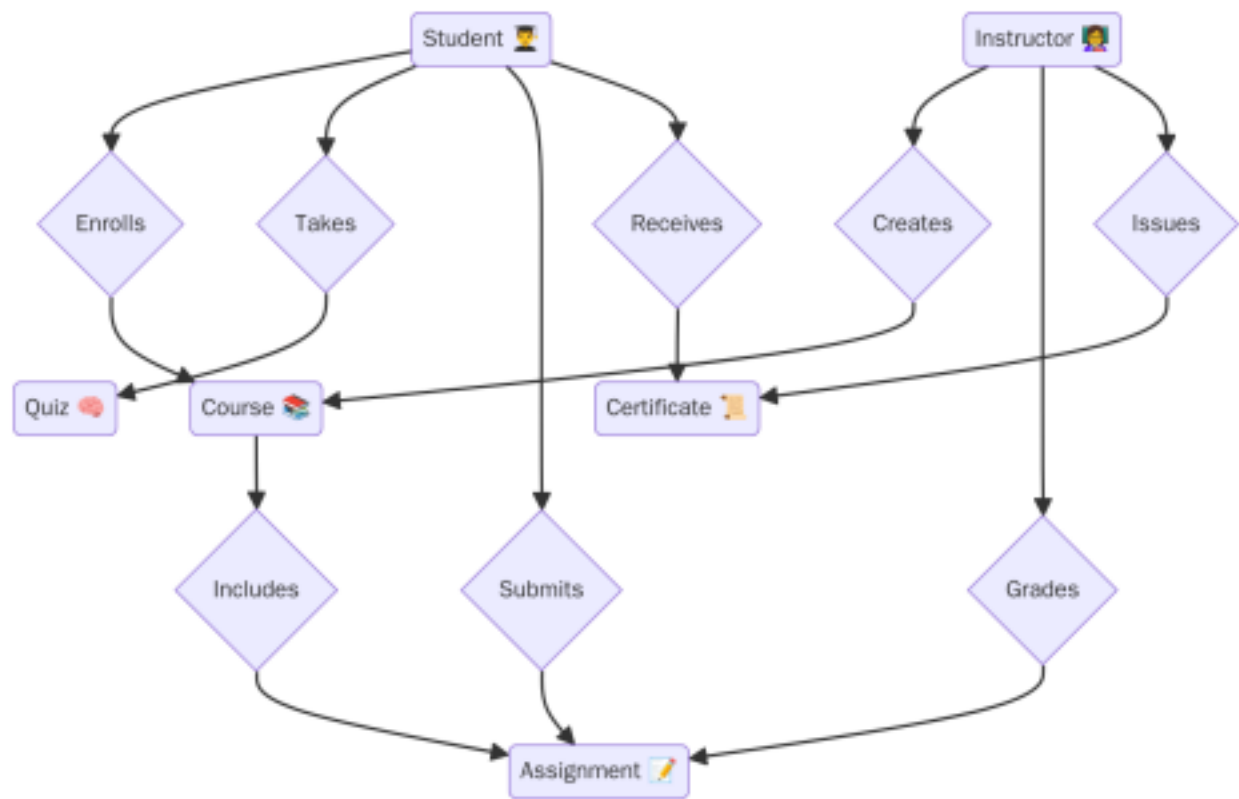 Student 👨‍🎓
Instructor 👩‍🏫
Enrolls
Takes
Receives
Creates
Issues
Quiz 🧠
Course 📚
Certificate 📜
Includes
Submits
Grades
Assignment 📝